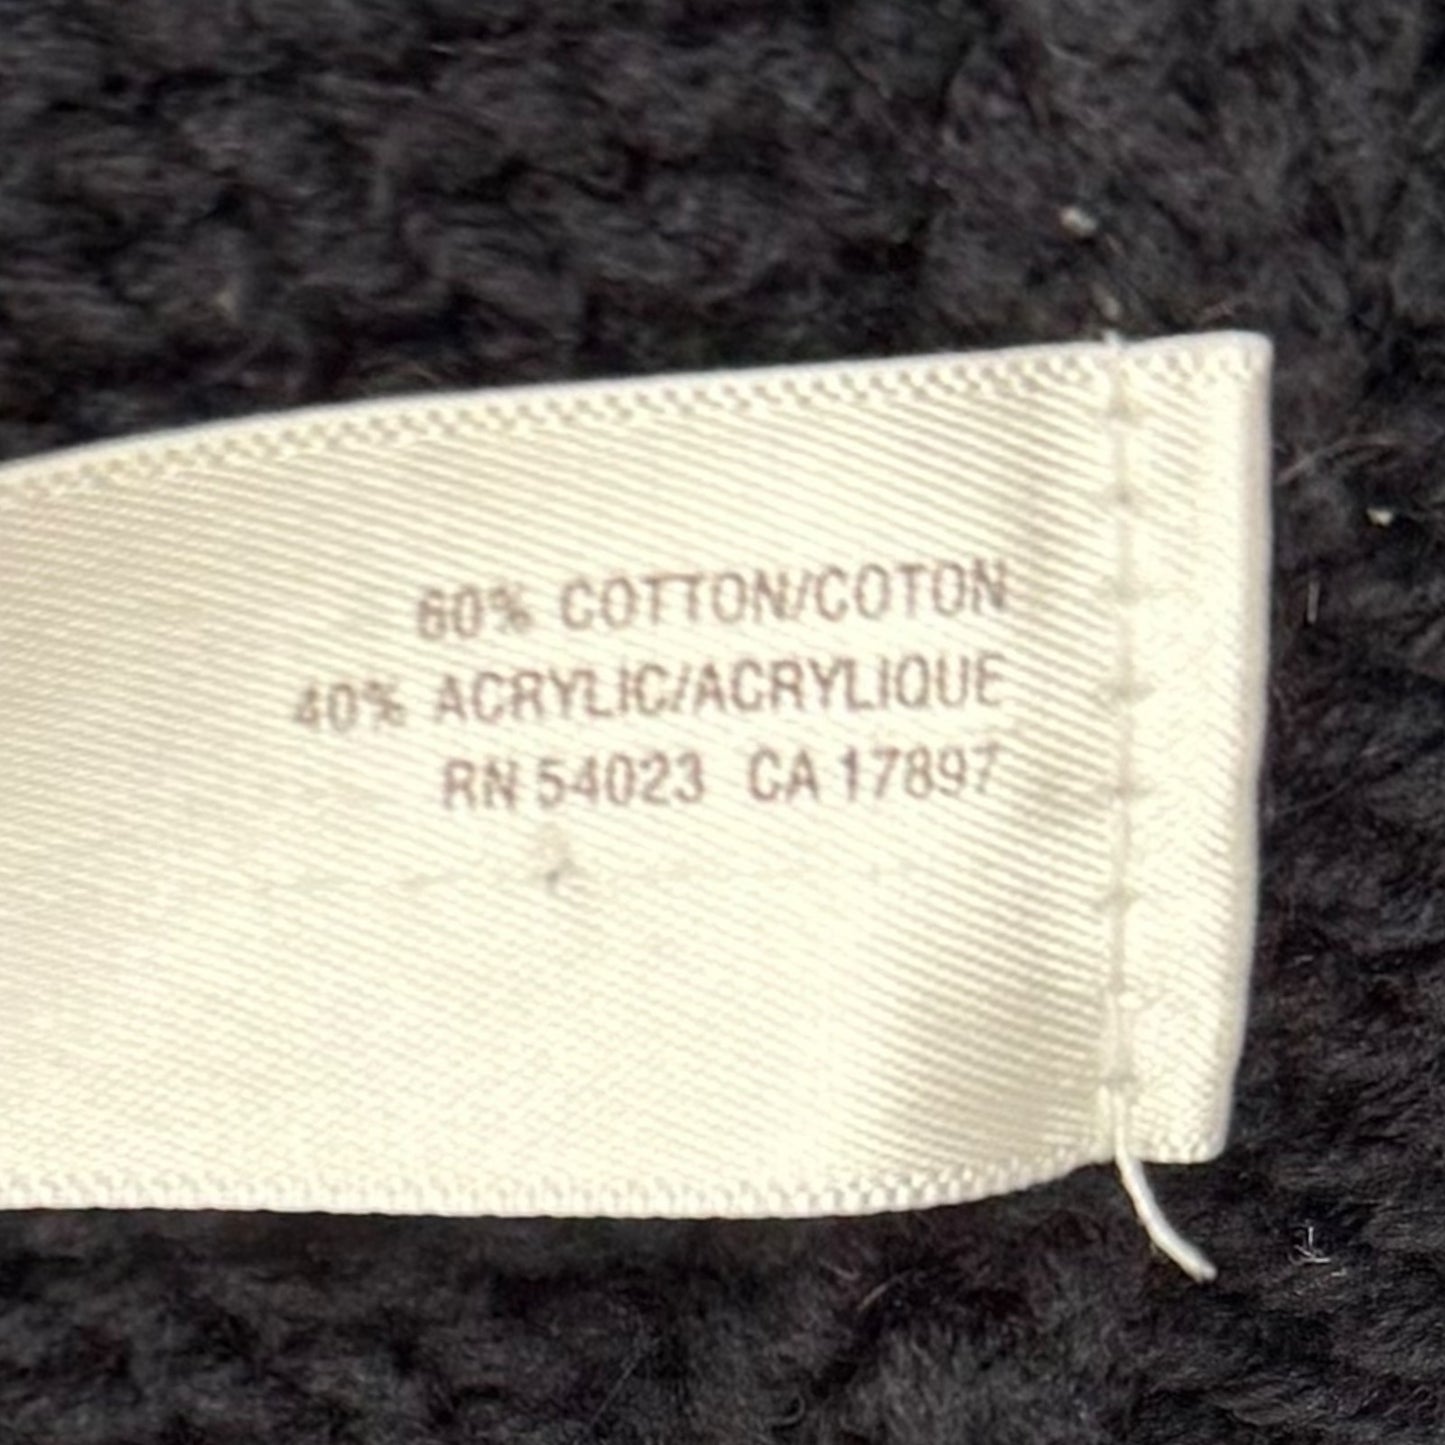 60% COTTON/COTON
40% ACRYLIC/ACRYLIQUE
RN 54023 CA 17897